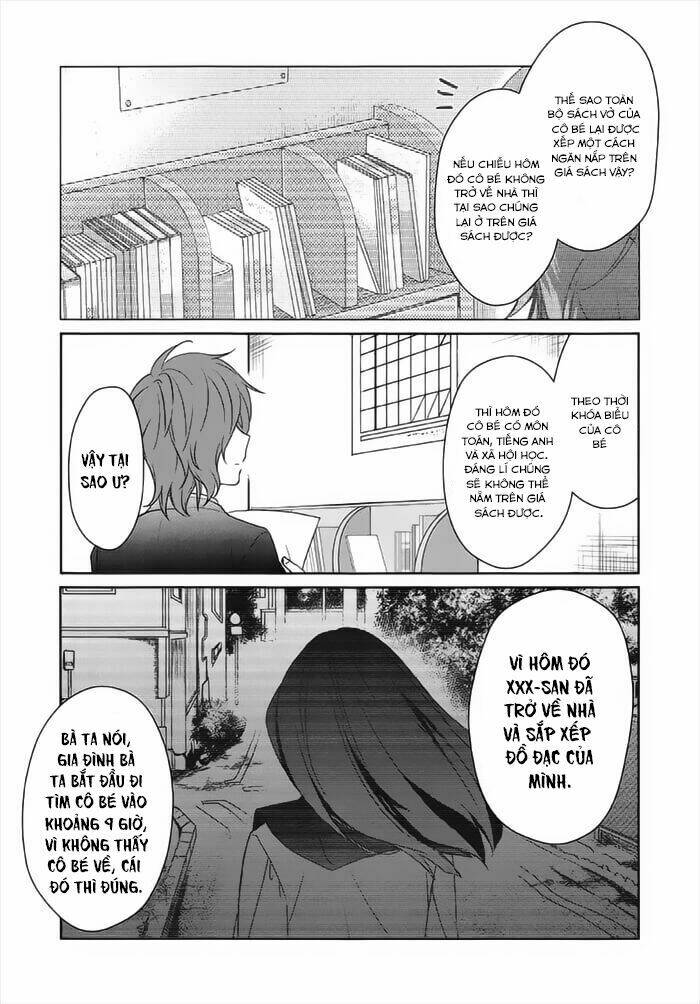 THẾ SAO TOÀN
BỘ SÁCH VỞ CỦA
CÔ BÉ LẠI ĐƯỢC
XẾP MỘT CÁCH
NGĂN NẮP TRÊN
GIÁ SÁCH VẬY?
NẾU CHIỀU HÔM
ĐÓ CÔ BÉ KHÔNG
TRỞ VỀ NHÀ THÌ
TẠI SAO CHÚNG
LẠI Ở TRÊN GIÁ
SÁCH ĐƯỢC?
THEO THỜI
KHÓA BIỂU
CỦA CÔ
BÉ
THÌ HÔM ĐÓ
CÔ BÉ CÓ MÔN
TOÁN, TIẾNG ANH
VÀ XÃ HỘI HỌC.
ĐÁNG LÍ CHÚNG
SẼ KHÔNG THỂ
NẰM TRÊN GIÁ
SÁCH ĐƯỢC.
VẬY TẠI
SAO Ư?
VÌ HÔM ĐÓ
XXX-SAN ĐÃ
TRỞ VỀ NHÀ
VÀ SẮP XẾP
ĐỒ ĐẠC CỦA
MÌNH.
BÀ TA NÓI,
GIA ĐÌNH BÀ
TA BẮT ĐẦU ĐI
TÌM CÔ BÉ VÀO
KHOẢNG 9 GIỜ,
VÌ KHÔNG THẤY
CÔ BÉ VỀ, CÁI
ĐÓ THÌ ĐÚNG.